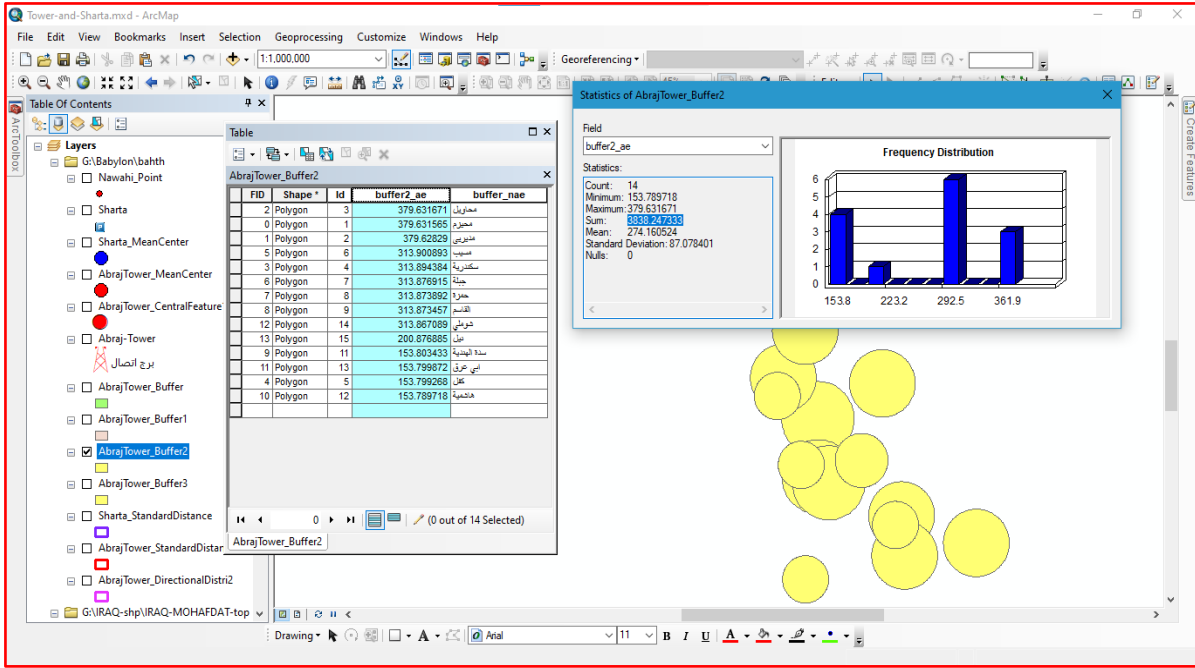 Tower-and-Sharta.mxd - ArcMap
File Edit View Bookmarks Insert Selection Geoprocessing Customize Windows Help
1:1,000,000
Georeferencing
Table Of Contents
ArcToolbox
Layers
G:\Babylon\bahth
Nawahi_Point
Sharta
Sharta_MeanCenter
AbrajTower_MeanCenter
AbrajTower_CentralFeature
Abraj-Tower
برج اتصال
AbrajTower_Buffer
AbrajTower_Buffer1
AbrajTower_Buffer2
AbrajTower_Buffer3
Sharta_StandardDistance
AbrajTower_StandardDistan
AbrajTower_DirectionalDistri2
G:\IRAQ-shp\IRAQ-MOHAFDAT-top
Table
AbrajTower_Buffer2
FID Shape * Id buffer2_ae buffer_nae
2 Polygon 3 379.631671 محاويل
0 Polygon 1 379.631565 محيزم
1 Polygon 2 379.62829
5 Polygon 6 313.900893 مسيب
3 Polygon 4 313.894384 سكندرية
6 Polygon 7 313.876915 جبلة
7 Polygon 8 313.873892 حمزة
8 Polygon 9 313.873457 القاسم
12 Polygon 14 313.867089 شوملي
13 Polygon 15 200.876885 نيل
9 Polygon 11 153.803433 سدة الهندية
11 Polygon 13 153.799872 ابي غرق
4 Polygon 5 153.799268 كفل
10 Polygon 12 153.789718 هاشمية
0 (0 out of 14 Selected)
AbrajTower_Buffer2
Statistics of AbrajTower_Buffer2
Field
buffer2_ae
Statistics:
Count: 14
Minimum: 153.789718
Maximum: 379.631671
Sum: 3838.247333
Mean: 274.160524
Standard Deviation: 87.078401
Nulls: 0
Frequency Distribution
6
5
4
3
2
1
0
153.8 223.2 292.5 361.9
Create Features
Drawing A Arial 11 B I U A